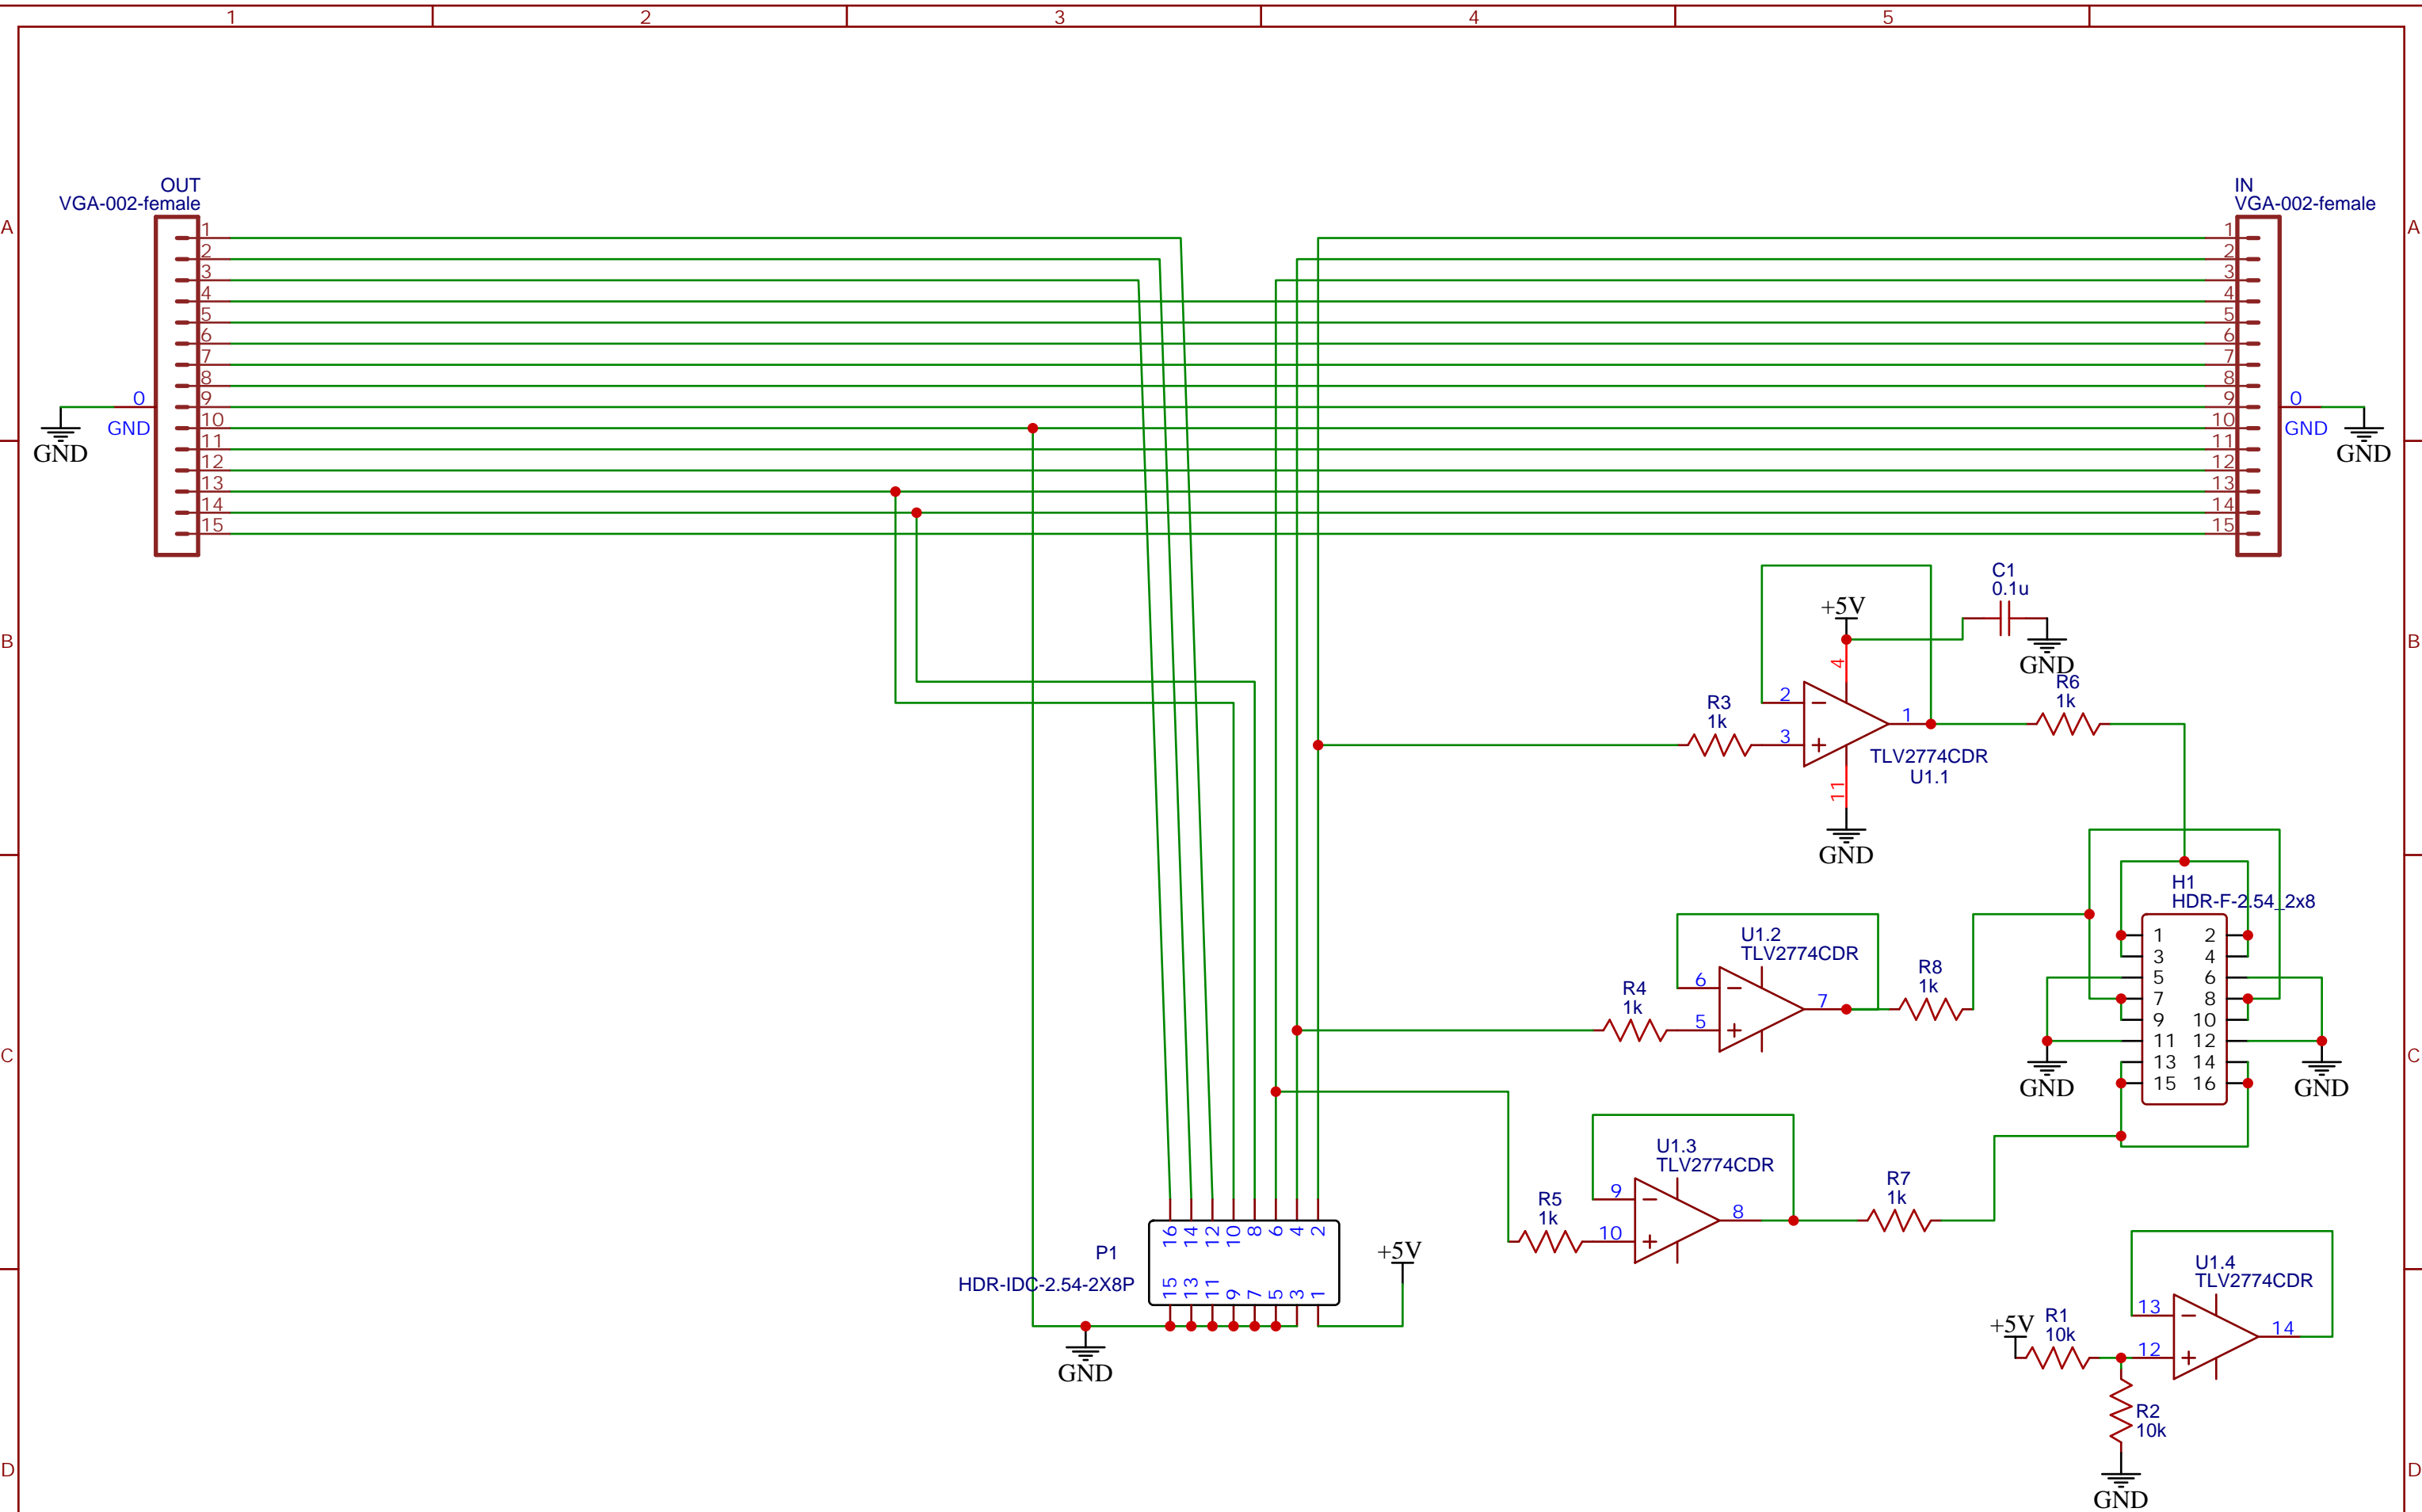 1 2 3 4 5
OUT
VGA-002-female
IN
VGA-002-female
A
A
1
2
3
4
5
6
7
8
9
10
11
12
13
14
15
0
GND
GND
1
2
3
4
5
6
7
8
9
10
11
12
13
14
15
0
GND
GND
B
B
C1
0.1u
GND
+5V
4
2
3
1
11
R3
1k
R6
1k
TLV2774CDR
U1.1
GND
H1
HDR-F-2.54_2x8
1 2
3 4
5 6
7 8
9 10
11 12
13 14
15 16
GND
GND
C
C
U1.2
TLV2774CDR
R4
1k
6
5
7
R8
1k
U1.3
TLV2774CDR
R5
1k
9
10
8
R7
1k
P1
HDR-IDC-2.54-2X8P
16 14 12 10 8 6 4 2
15 13 11 9 7 5 3 1
+5V
GND
U1.4
TLV2774CDR
13
12
14
+5V
R1
10k
R2
10k
GND
D
D